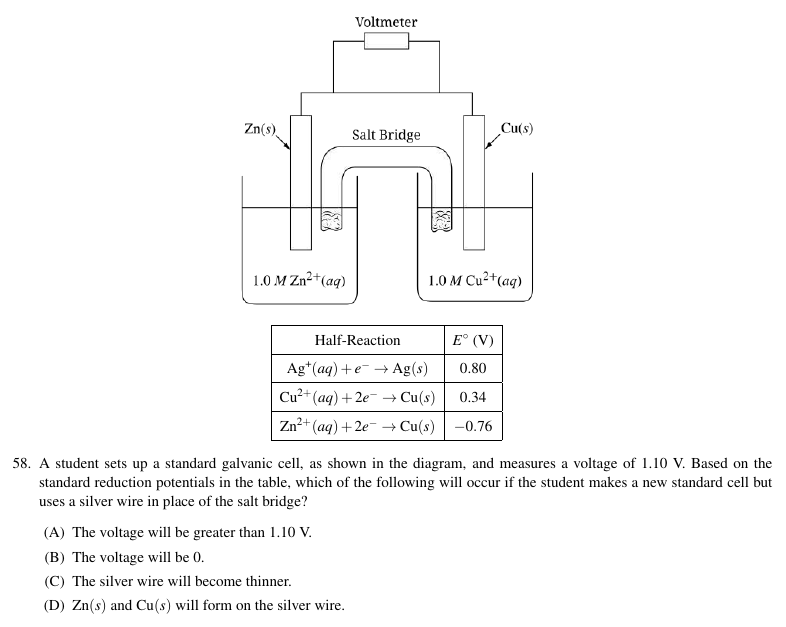 Voltmeter
Zn(s)
Salt Bridge
Cu(s)
1.0 M Zn²⁺(aq)
1.0 M Cu²⁺(aq)
Half-Reaction E° (V)
Ag⁺(aq) + e⁻ → Ag(s) 0.80
Cu²⁺(aq) + 2e⁻ → Cu(s) 0.34
Zn²⁺(aq) + 2e⁻ → Cu(s) −0.76
58. A student sets up a standard galvanic cell, as shown in the diagram, and measures a voltage of 1.10 V. Based on the
standard reduction potentials in the table, which of the following will occur if the student makes a new standard cell but
uses a silver wire in place of the salt bridge?
(A) The voltage will be greater than 1.10 V.
(B) The voltage will be 0.
(C) The silver wire will become thinner.
(D) Zn(s) and Cu(s) will form on the silver wire.